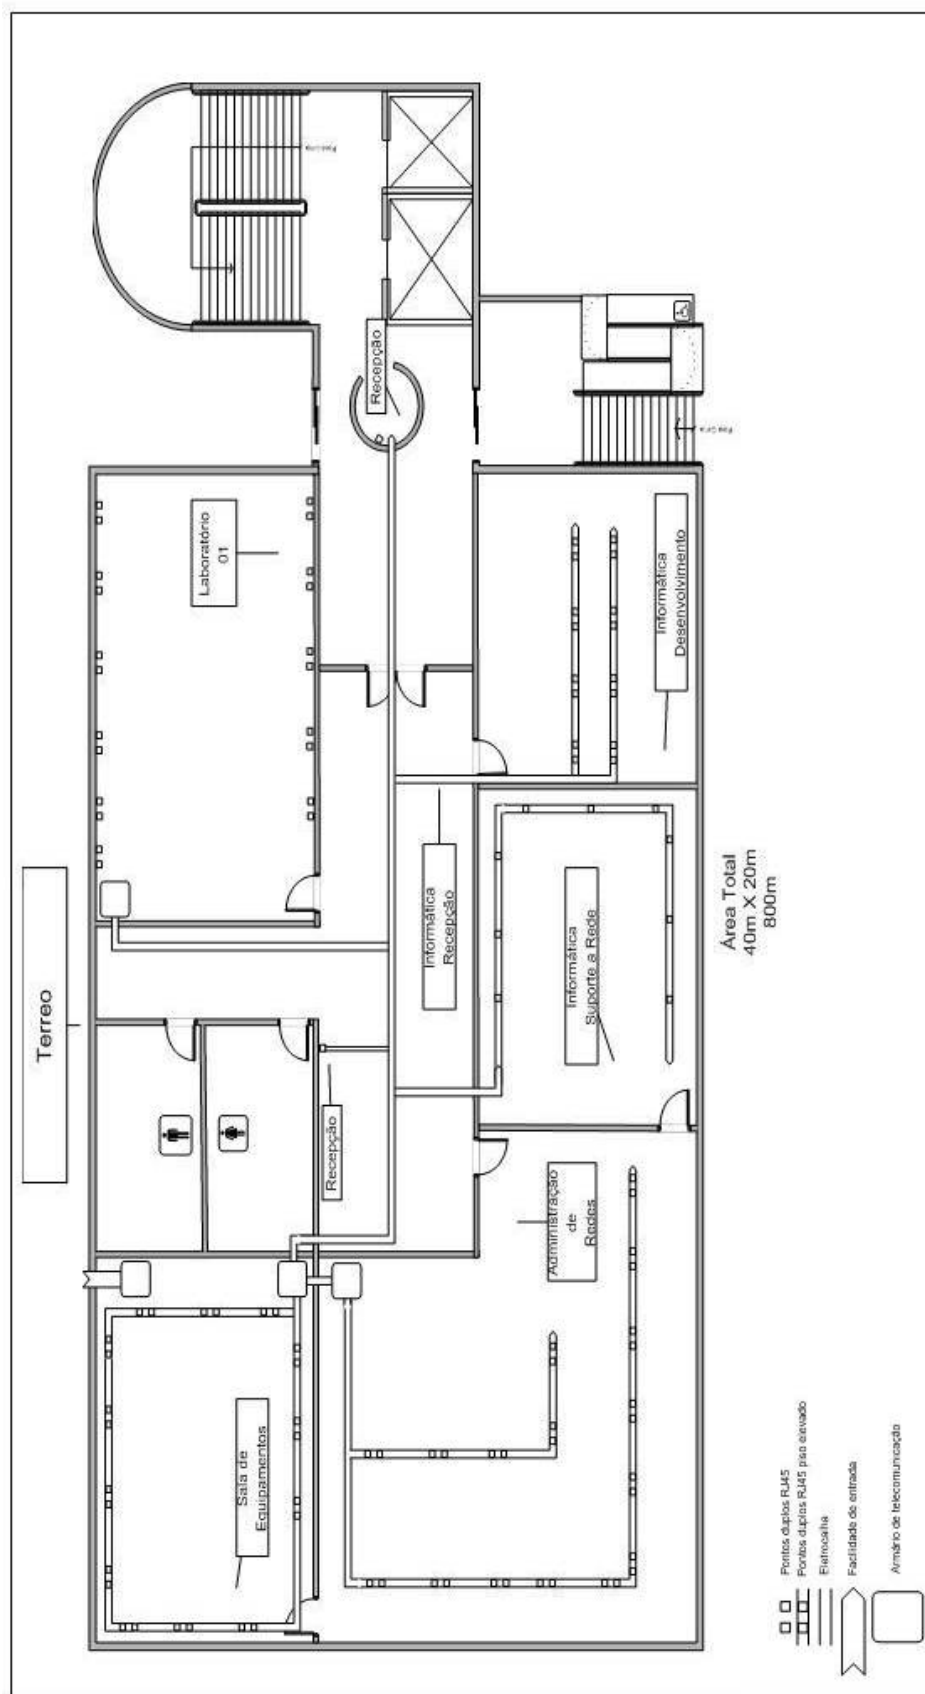 Terreo
Laboratório
01
Recepção
Informática
Desenvolvimento
Informática
Recepção
Informática
Suporte a Rede
Recepção
Administração
de
Redes
Sala de
Equipamentos
Área Total
40m X 20m
800m
Pontos duplos RJ45
Pontos duplos RJ45 piso elevado
Eletrocalha
Facilidade de entrada
Armário de telecomunicação